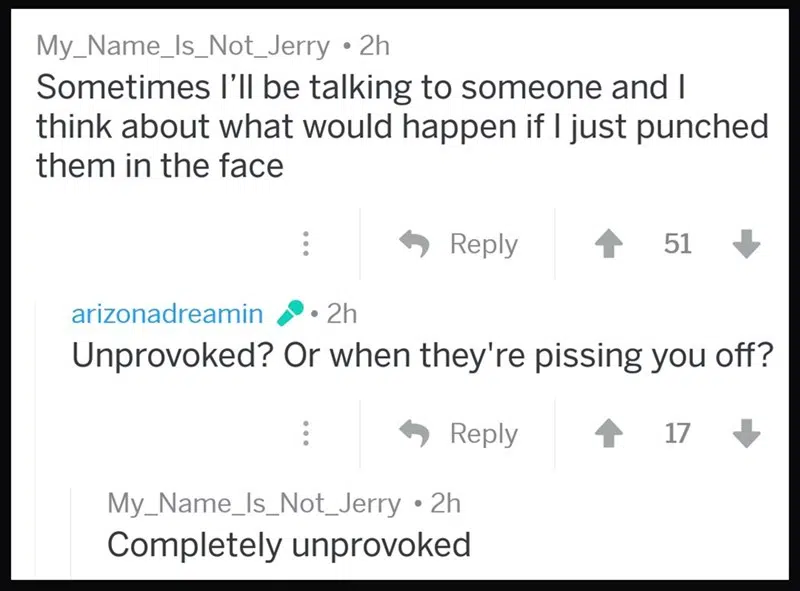 My_Name_Is_Not_Jerry • 2h
Sometimes I’ll be talking to someone and I
think about what would happen if I just punched
them in the face
Reply 51
arizonadreamin • 2h
Unprovoked? Or when they're pissing you off?
Reply 17
My_Name_Is_Not_Jerry • 2h
Completely unprovoked